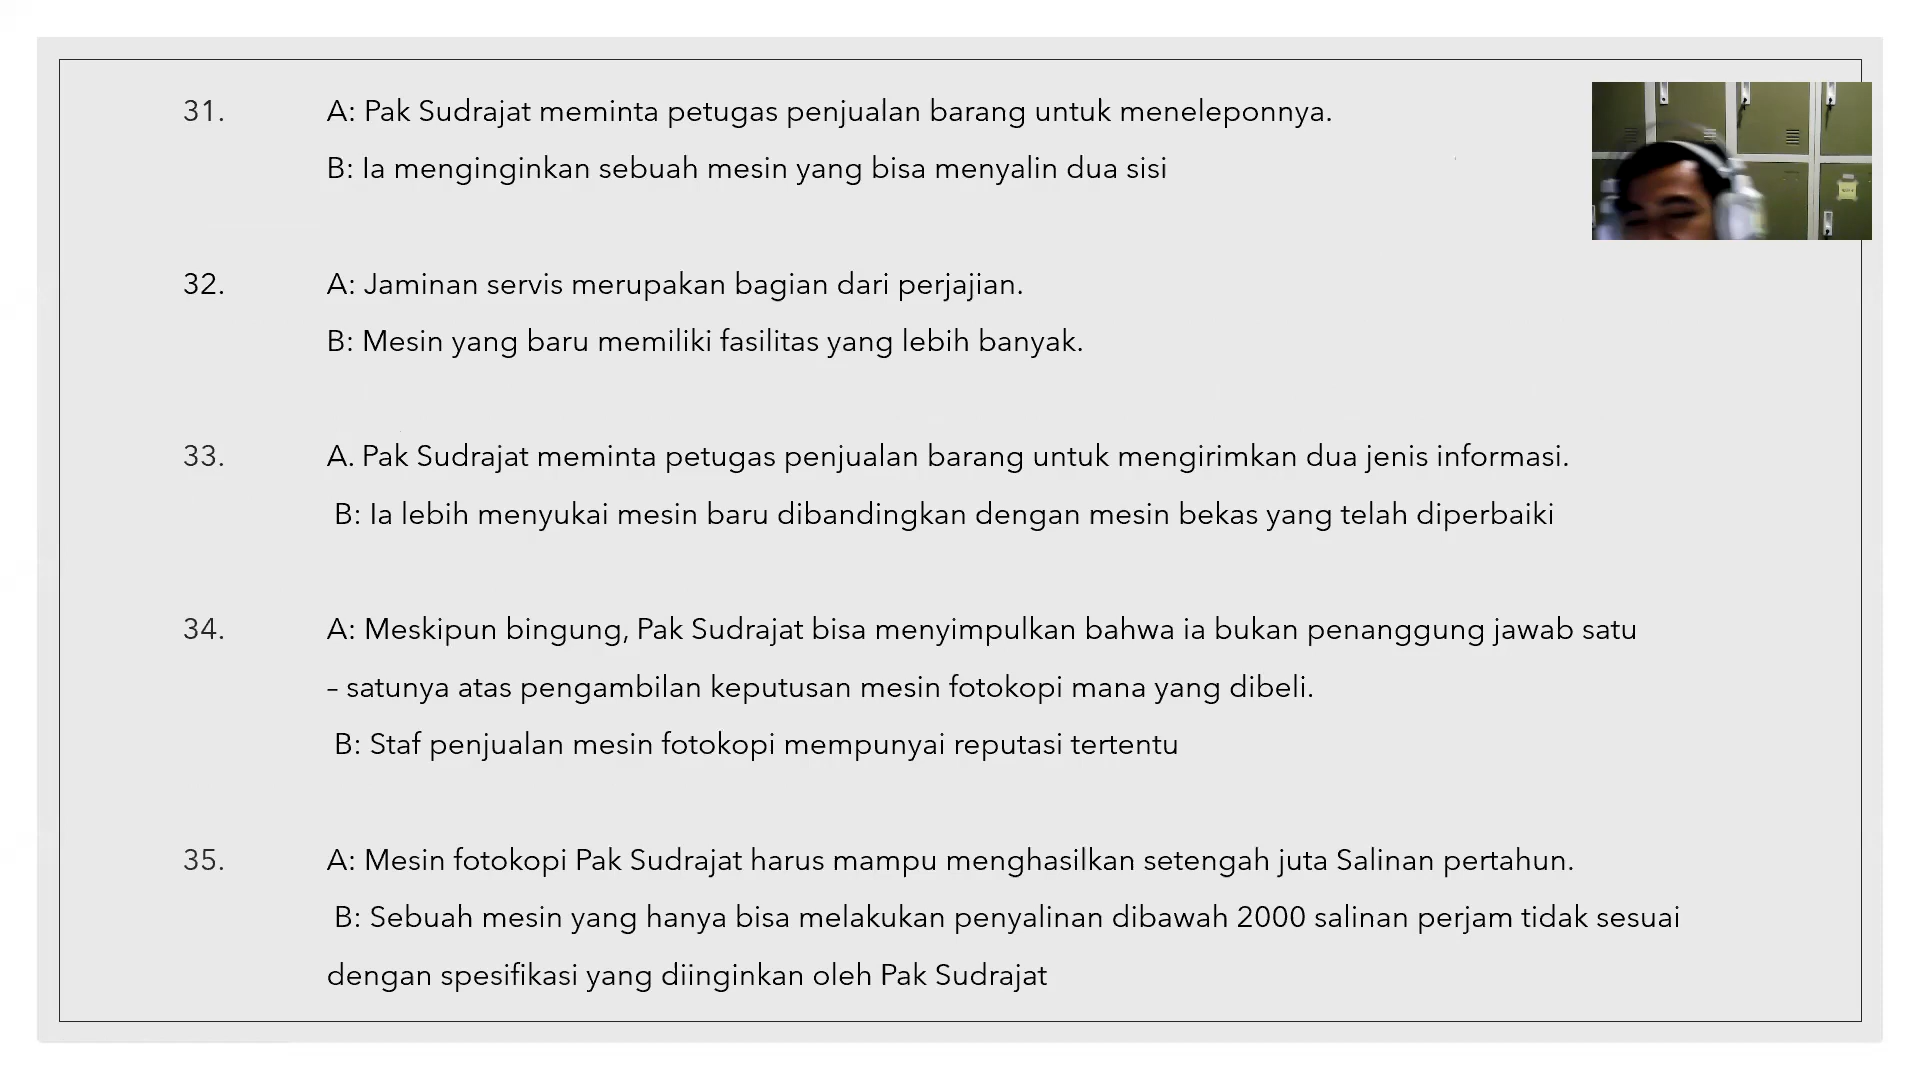 31. A: Pak Sudrajat meminta petugas penjualan barang untuk meneleponnya.
B: Ia menginginkan sebuah mesin yang bisa menyalin dua sisi
32. A: Jaminan servis merupakan bagian dari perjajian.
B: Mesin yang baru memiliki fasilitas yang lebih banyak.
33. A. Pak Sudrajat meminta petugas penjualan barang untuk mengirimkan dua jenis informasi.
B: Ia lebih menyukai mesin baru dibandingkan dengan mesin bekas yang telah diperbaiki
34. A: Meskipun bingung, Pak Sudrajat bisa menyimpulkan bahwa ia bukan penanggung jawab satu
– satunya atas pengambilan keputusan mesin fotokopi mana yang dibeli.
B: Staf penjualan mesin fotokopi mempunyai reputasi tertentu
35. A: Mesin fotokopi Pak Sudrajat harus mampu menghasilkan setengah juta Salinan pertahun.
B: Sebuah mesin yang hanya bisa melakukan penyalinan dibawah 2000 salinan perjam tidak sesuai
dengan spesifikasi yang diinginkan oleh Pak Sudrajat